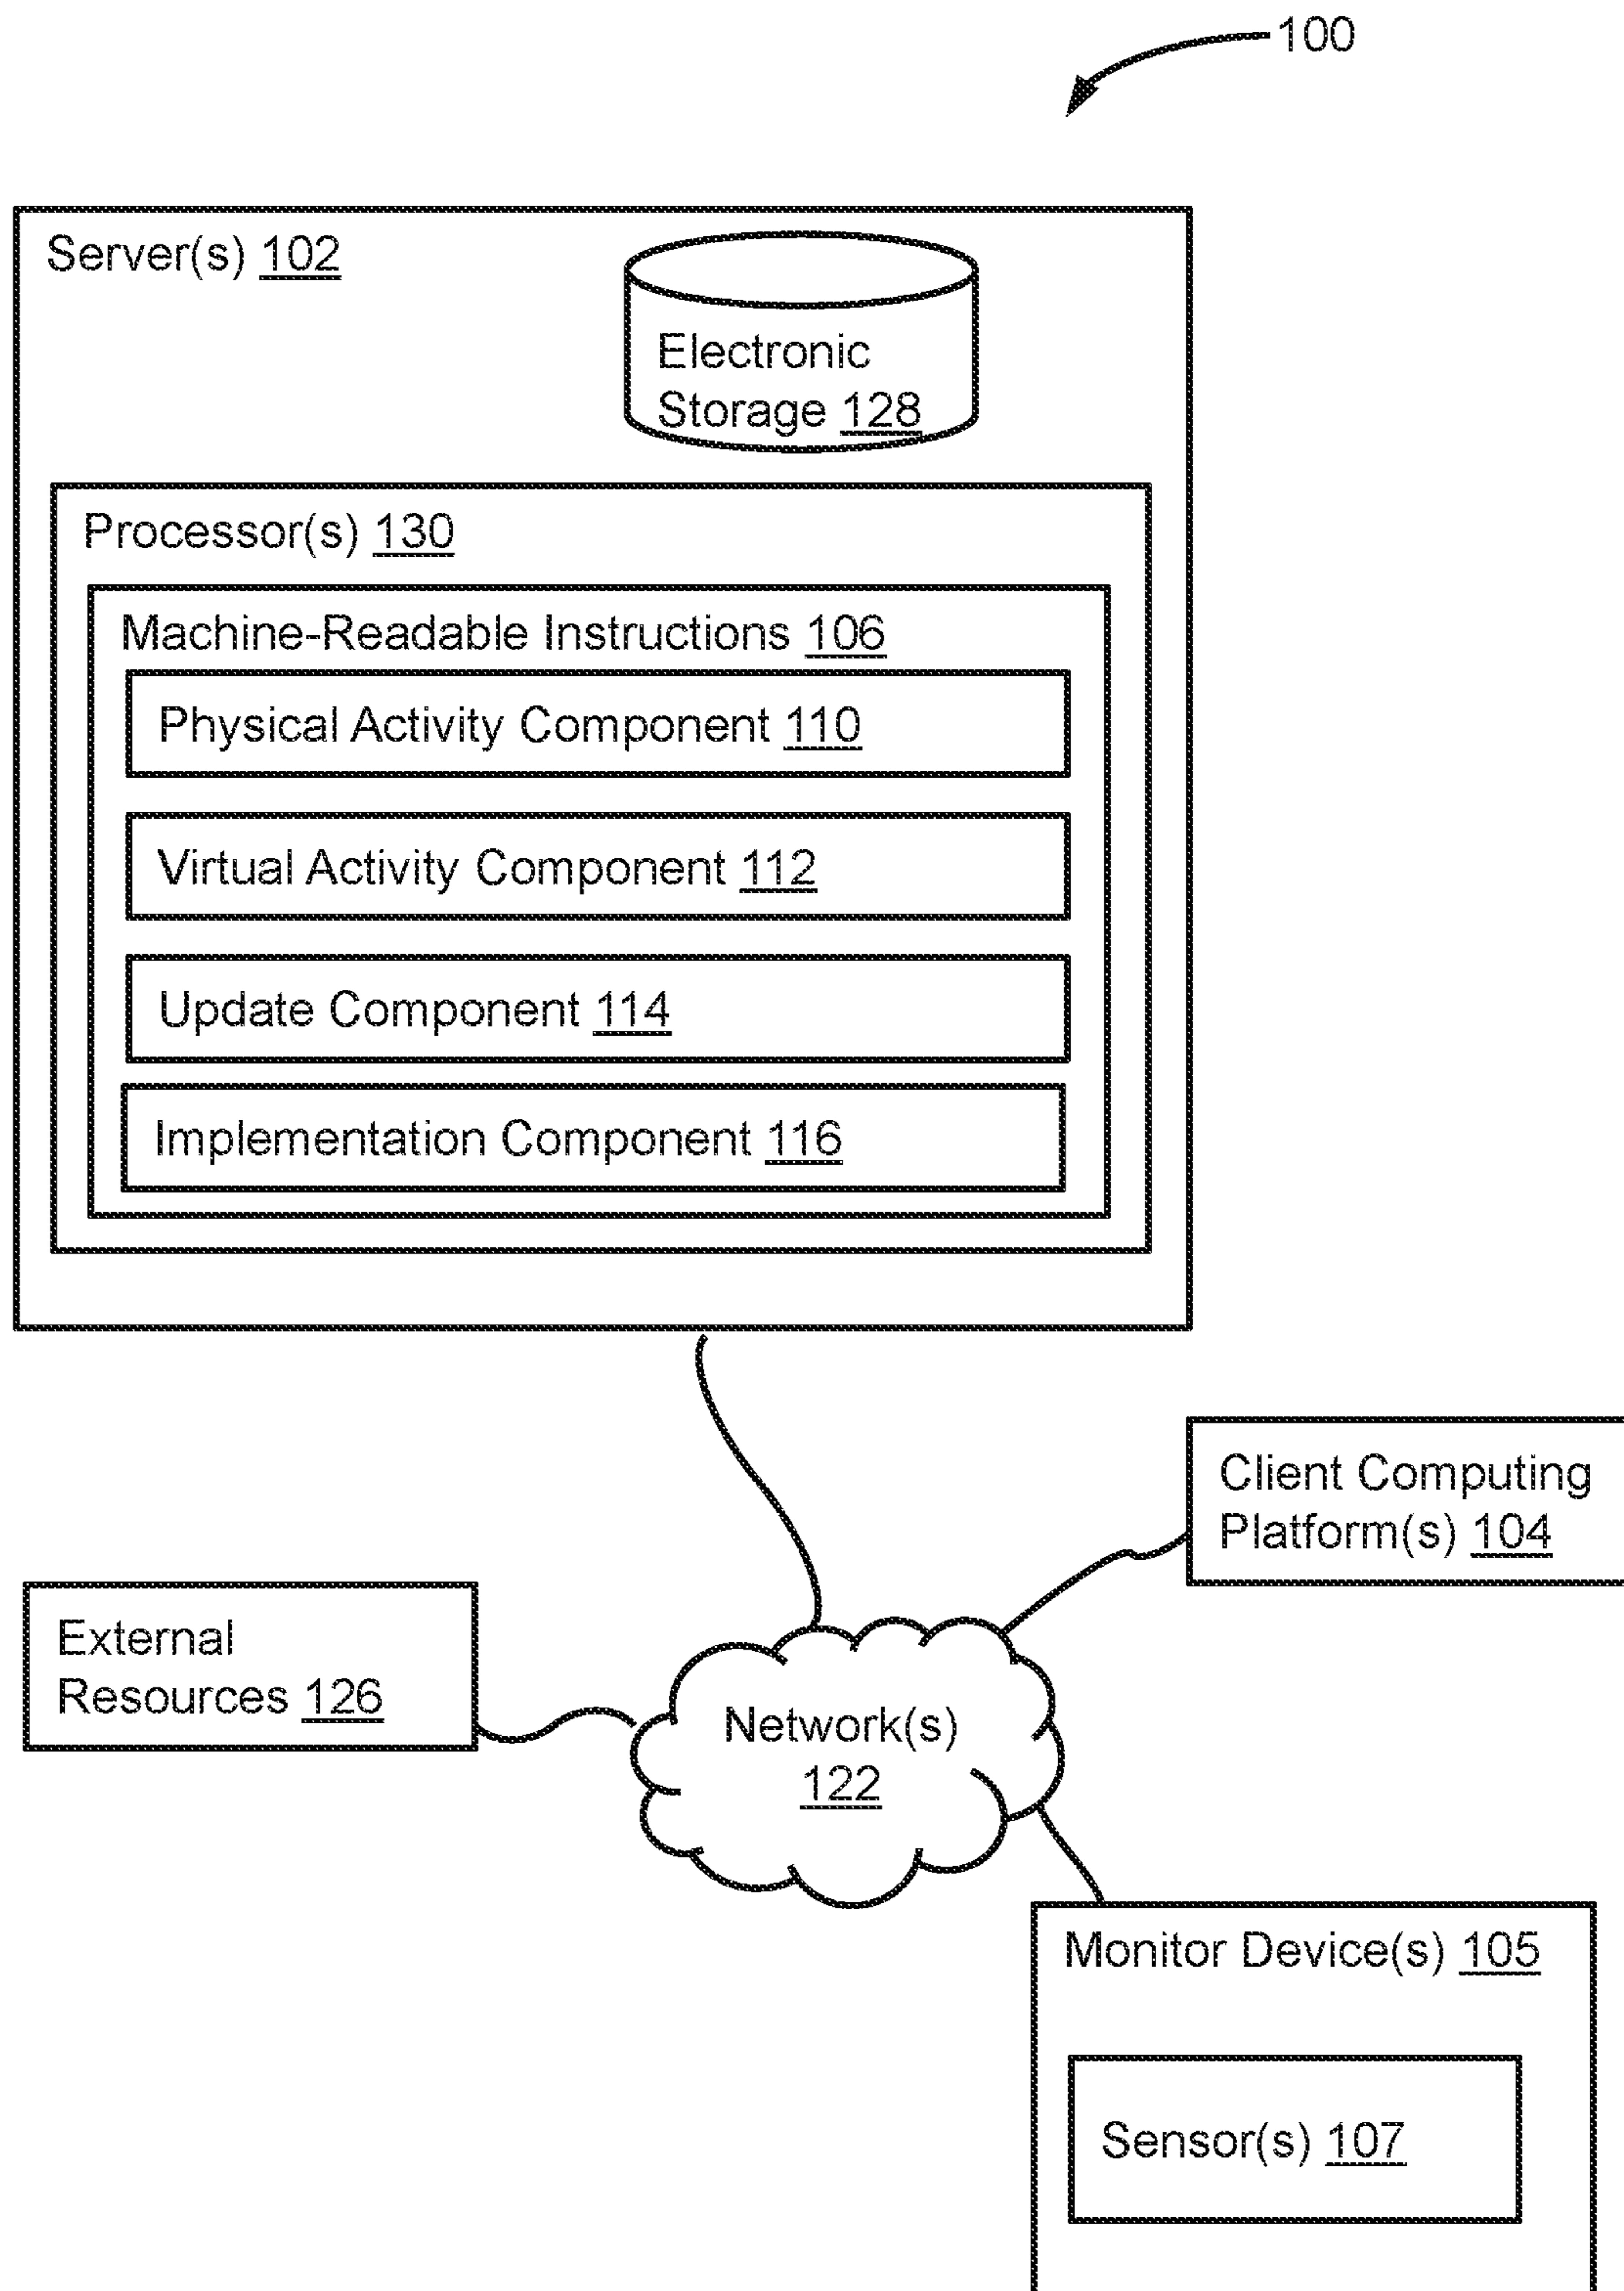 100
Server(s) 102
Electronic
Storage 128
Processor(s) 130
Machine-Readable Instructions 106
Physical Activity Component 110
Virtual Activity Component 112
Update Component 114
Implementation Component 116
Client Computing
Platform(s) 104
External
Resources 126
Network(s)
122
Monitor Device(s) 105
Sensor(s) 107